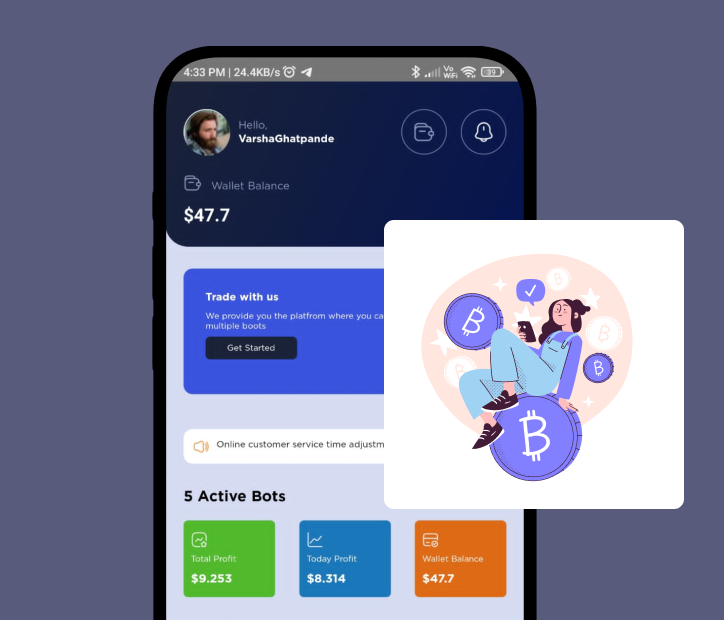 4:33 PM | 24.4KB/s
Vo
WiFi
89
Hello,
VarshaGhatpande
Wallet Balance
$47.7
Trade with us
We provide you the platfrom where you ca
multiple boots
Get Started
Online customer service time adjustm
5 Active Bots
Total Profit
Today Profit
Wallet Balance
$9.253
$8.314
$47.7